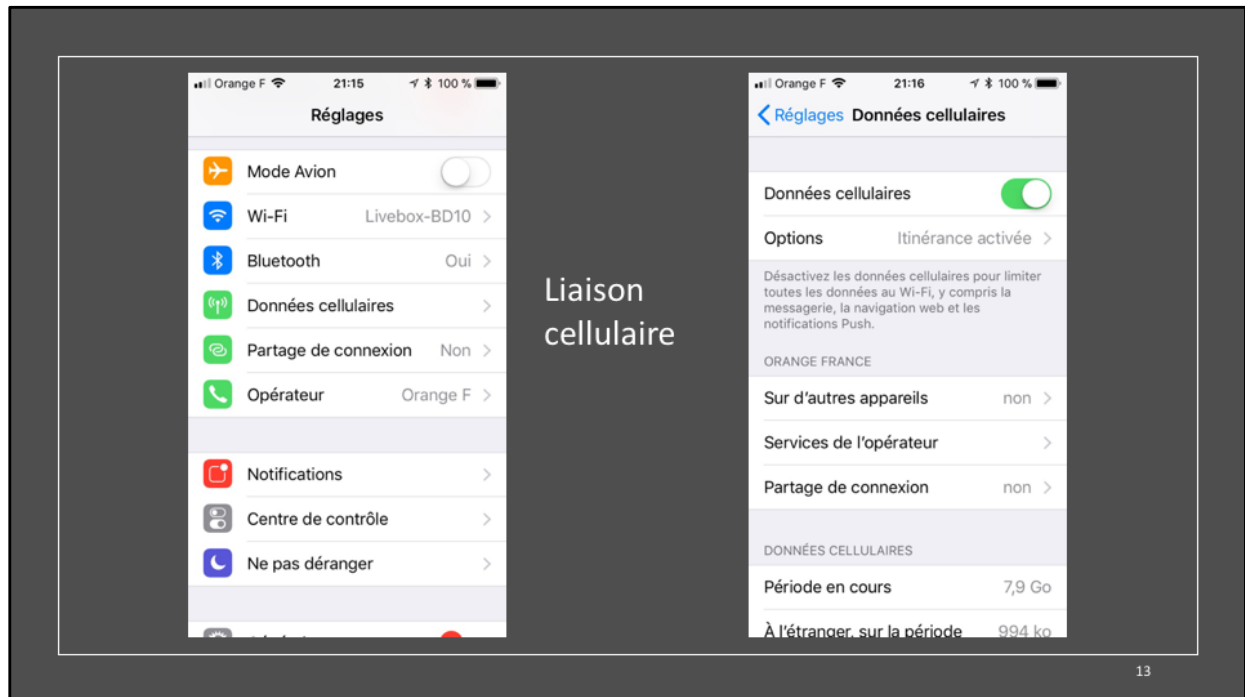 Orange F 21:15 100 %
Réglages
Mode Avion
Wi-Fi Livebox-BD10
Bluetooth Oui
Données cellulaires
Partage de connexion Non
Opérateur Orange F
Notifications
Centre de contrôle
Ne pas déranger
Liaison
cellulaire
Orange F 21:16 100 %
Réglages Données cellulaires
Données cellulaires
Options Itinérance activée
Désactivez les données cellulaires pour limiter
toutes les données au Wi-Fi, y compris la
messagerie, la navigation web et les
notifications Push.
ORANGE FRANCE
Sur d'autres appareils non
Services de l'opérateur
Partage de connexion non
DONNÉES CELLULAIRES
Période en cours 7,9 Go
À l'étranger, sur la période 994 ko
13